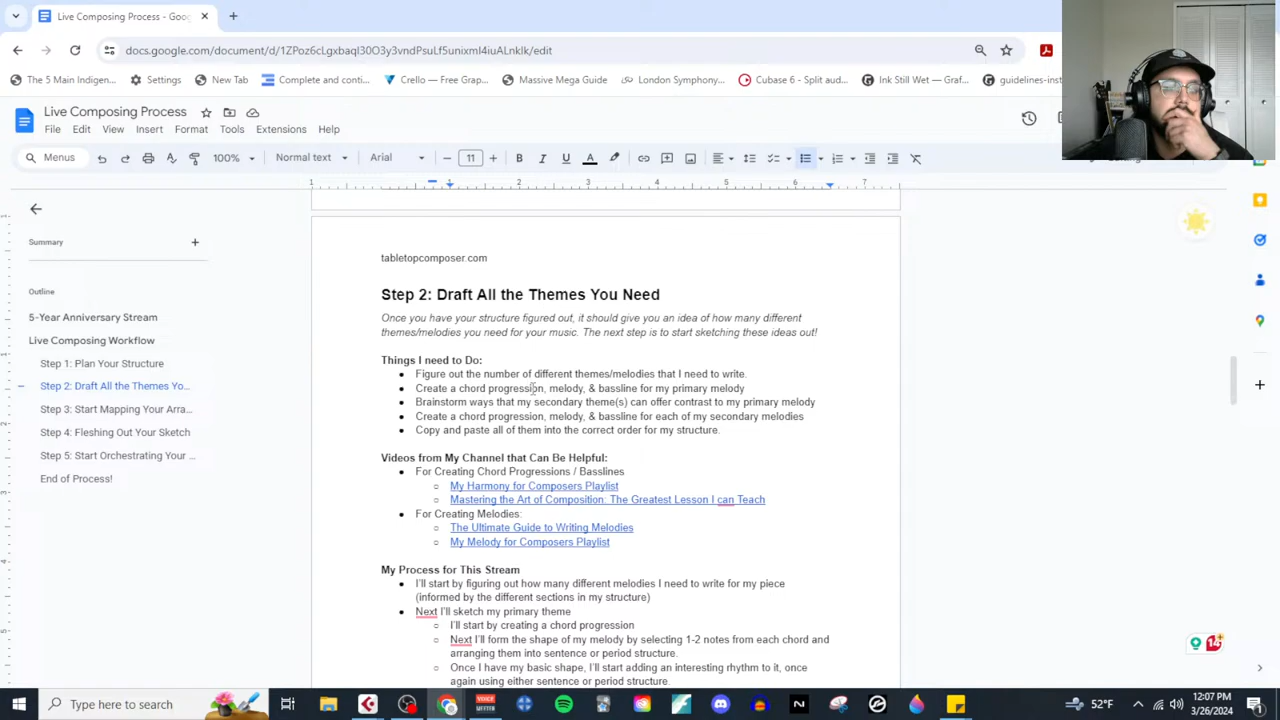 Live Composing Process - Goo
docs.google.com/document/d/1ZPoz6cLgxbaql30O3y3vndPsuLf5unixml4iuALnkIk/edit
The 5 Main Indigen... Settings New Tab Complete and conti... Crello — Free Grap... Massive Mega Guide London Symphony... Cubase 6 - Split audi... Ink Still Wet — Graf... guidelines-inst
Live Composing Process
File Edit View Insert Format Tools Extensions Help
Menus 100% Normal text Arial 11
1 1 2 3 4 5 6 7
Summary
Outline
5-Year Anniversary Stream
Live Composing Workflow
Step 1: Plan Your Structure
Step 2: Draft All the Themes Yo...
Step 3: Start Mapping Your Arra...
Step 4: Fleshing Out Your Sketch
Step 5: Start Orchestrating Your ...
End of Process!
tabletopcomposer.com
Step 2: Draft All the Themes You Need
Once you have your structure figured out, it should give you an idea of how many different
themes/melodies you need for your music. The next step is to start sketching these ideas out!
Things I need to Do:
Figure out the number of different themes/melodies that I need to write.
Create a chord progression, melody, & bassline for my primary melody
Brainstorm ways that my secondary theme(s) can offer contrast to my primary melody
Create a chord progression, melody, & bassline for each of my secondary melodies
Copy and paste all of them into the correct order for my structure.
Videos from My Channel that Can Be Helpful:
For Creating Chord Progressions / Basslines
My Harmony for Composers Playlist
Mastering the Art of Composition: The Greatest Lesson I can Teach
For Creating Melodies:
The Ultimate Guide to Writing Melodies
My Melody for Composers Playlist
My Process for This Stream
I'll start by figuring out how many different melodies I need to write for my piece
(informed by the different sections in my structure)
Next I'll sketch my primary theme
I'll start by creating a chord progression
Next I'll form the shape of my melody by selecting 1-2 notes from each chord and
arranging them into sentence or period structure.
Once I have my basic shape, I'll start adding an interesting rhythm to it, once
again using either sentence or period structure.
Type here to search
52°F
12:07 PM
3/26/2024